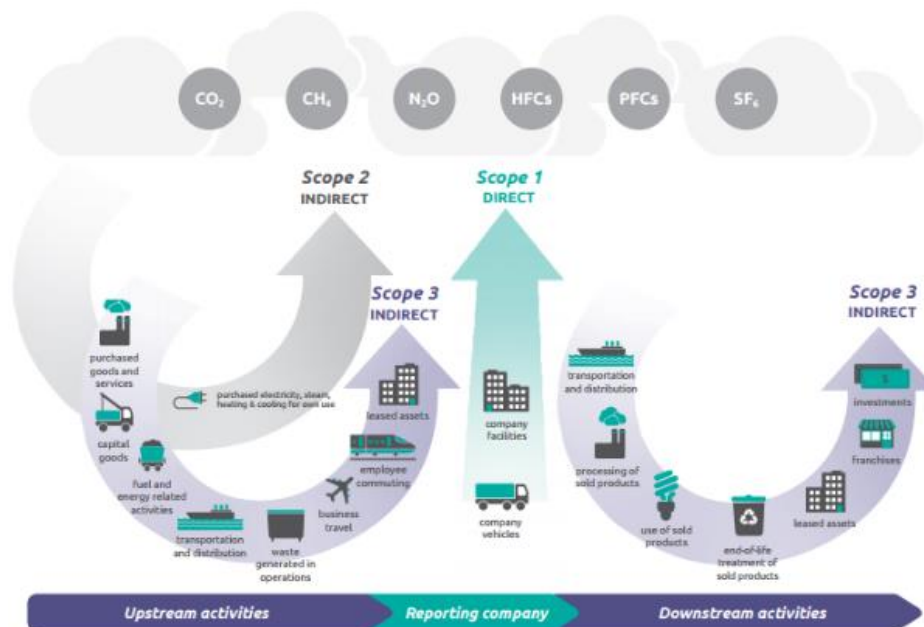 CO₂ CH₄ N₂O HFCs PFCs SF₆
Scope 2
INDIRECT
Scope 1
DIRECT
Scope 3
INDIRECT
Scope 3
INDIRECT
purchased
goods and
services
capital
goods
fuel and
energy related
activities
transportation
and distribution
waste
generated in
operations
business
travel
employee
commuting
leased assets
purchased electricity, steam,
heating & cooling for own use
company
facilities
company
vehicles
transportation
and distribution
processing of
sold products
use of sold
products
end-of-life
treatment of
sold products
leased assets
franchises
investments
$
Upstream activities
Reporting company
Downstream activities